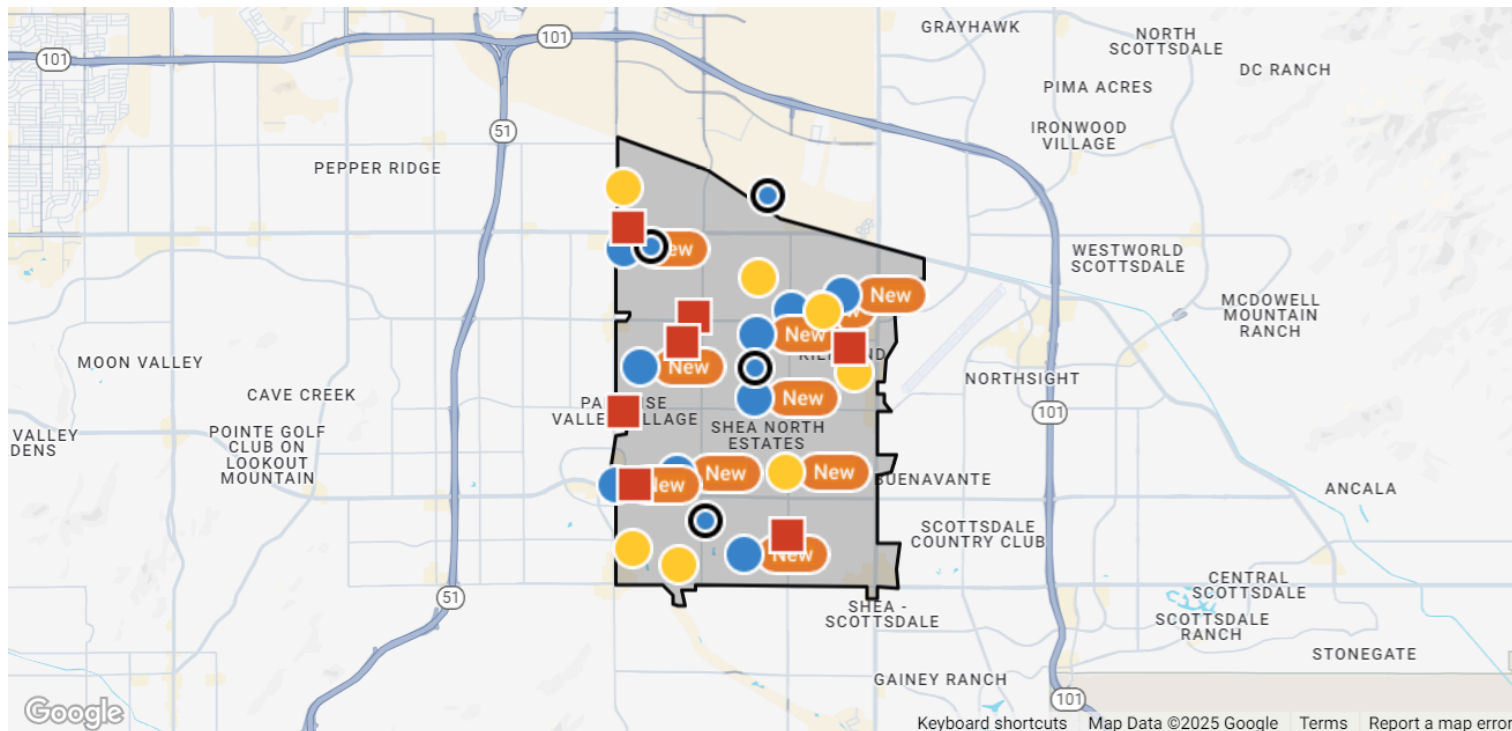 GRAYHAWK
NORTH
SCOTTSDALE
101
101
DC RANCH
PIMA ACRES
51
IRONWOOD
VILLAGE
PEPPER RIDGE
New
WESTWORLD
SCOTTSDALE
New
MCDOWELL
MOUNTAIN
RANCH
New
MOON VALLEY
New
NORTHSIGHT
CAVE CREEK
New
101
SHEA NORTH
ESTATES
VALLEY
DENS
POINTE GOLF
CLUB ON
LOOKOUT
MOUNTAIN
New
New
New
BUENAVANTE
ANCALA
SCOTTSDALE
COUNTRY CLUB
New
51
CENTRAL
SCOTTSDALE
SHEA -
SCOTTSDALE
SCOTTSDALE
RANCH
STONEGATE
GAINEY RANCH
101
Google
Keyboard shortcuts
Map Data ©2025 Google
Terms
Report a map error